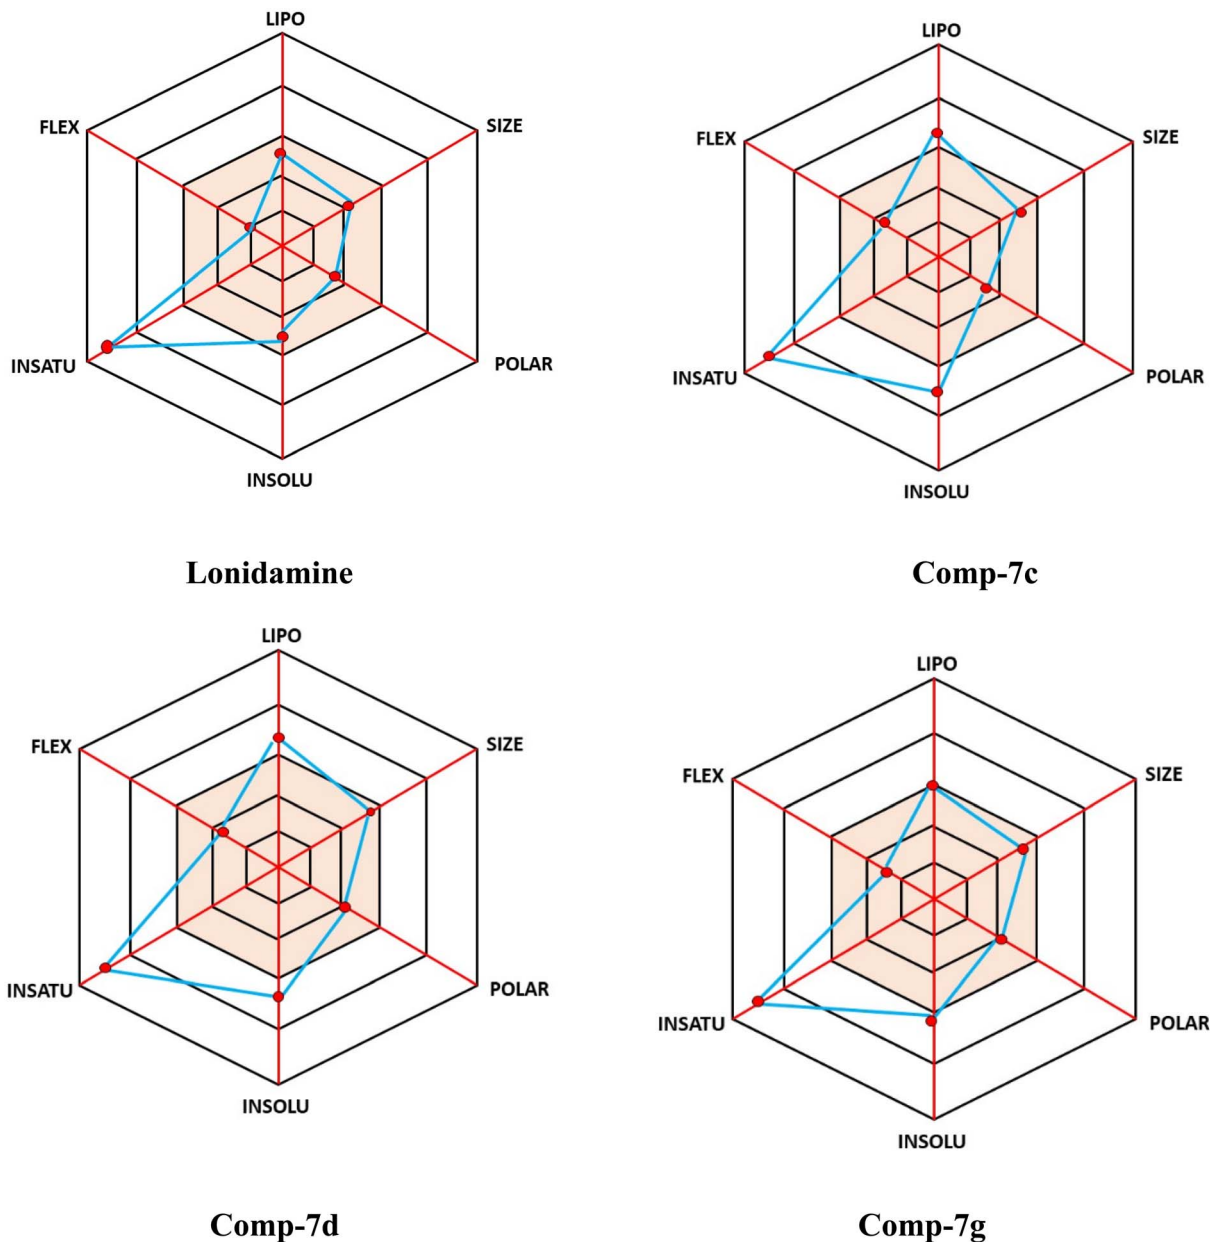 LIPO
FLEX
SIZE
INSATU
POLAR
INSOLU
Lonidamine
LIPO
FLEX
SIZE
INSATU
POLAR
INSOLU
Comp-7c
LIPO
FLEX
SIZE
INSATU
POLAR
INSOLU
Comp-7d
LIPO
FLEX
SIZE
INSATU
POLAR
INSOLU
Comp-7g